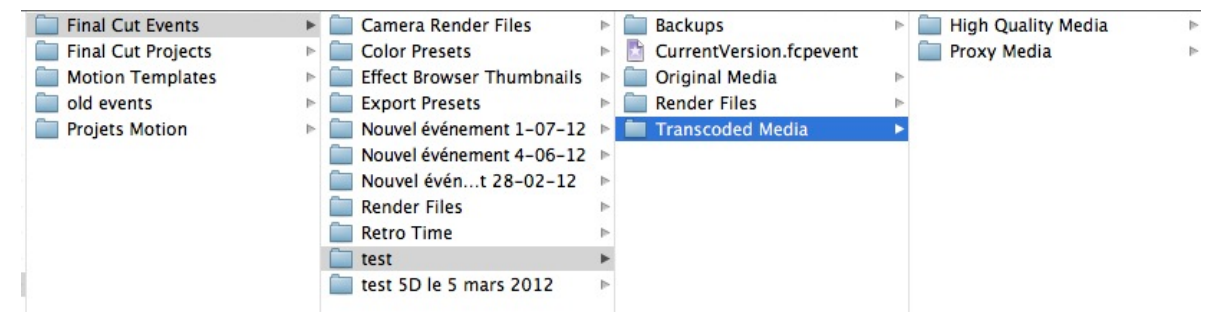 Final Cut Events
Final Cut Projects
Motion Templates
old events
Projets Motion
Camera Render Files
Color Presets
Effect Browser Thumbnails
Export Presets
Nouvel événement 1-07-12
Nouvel événement 4-06-12
Nouvel évén...t 28-02-12
Render Files
Retro Time
test
test 5D le 5 mars 2012
Backups
CurrentVersion.fcpevent
Original Media
Render Files
Transcoded Media
High Quality Media
Proxy Media